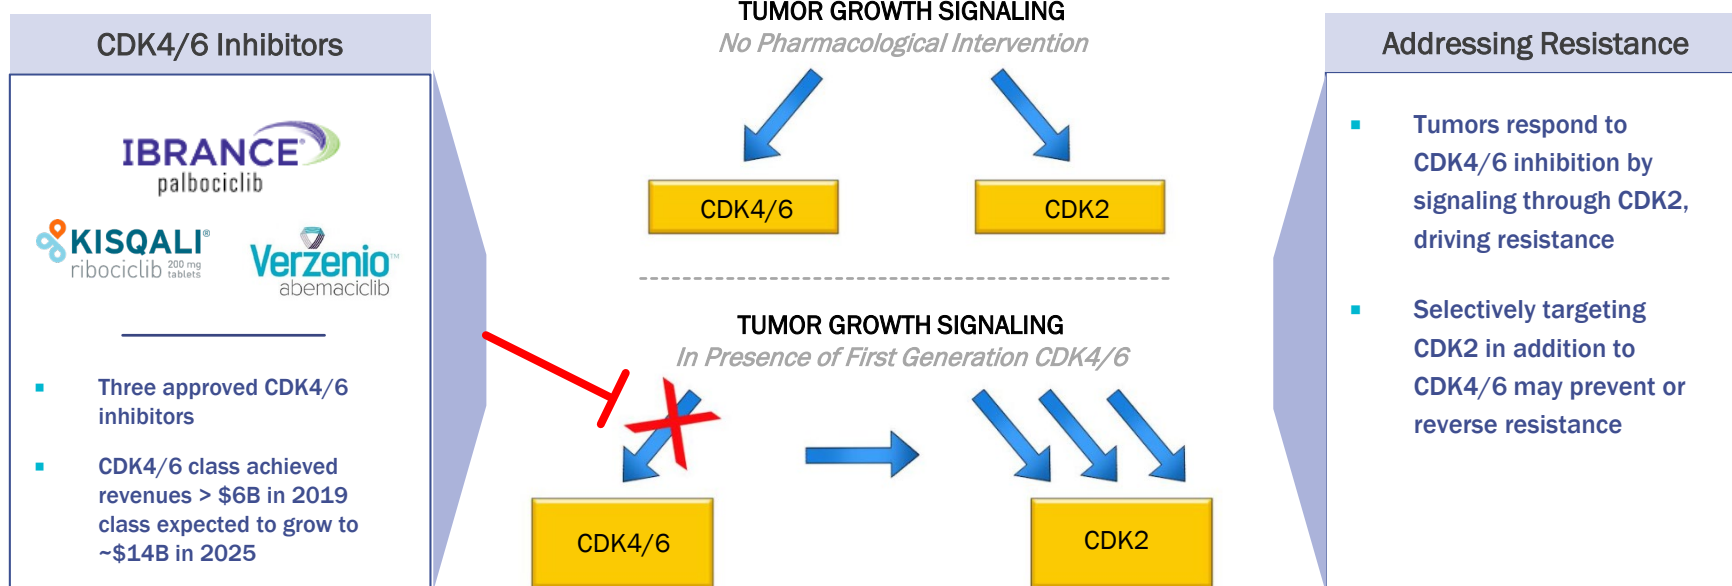 CDK4/6 Inhibitors
IBRANCE®
palbociclib
KISQALI®
ribociclib 200 mg tablets
Verzenio™
abemaciclib
Three approved CDK4/6
inhibitors
CDK4/6 class achieved
revenues > $6B in 2019
class expected to grow to
~$14B in 2025
TUMOR GROWTH SIGNALING
No Pharmacological Intervention
CDK4/6
CDK2
TUMOR GROWTH SIGNALING
In Presence of First Generation CDK4/6
CDK4/6
CDK2
Addressing Resistance
Tumors respond to
CDK4/6 inhibition by
signaling through CDK2,
driving resistance
Selectively targeting
CDK2 in addition to
CDK4/6 may prevent or
reverse resistance